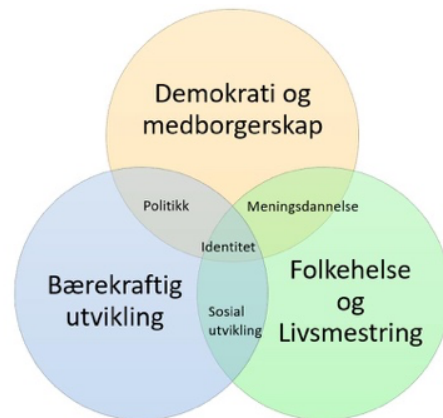 Demokrati og
medborgerskap
Politikk
Meningsdannelse
Identitet
Bærekraftig
utvikling
Sosial
utvikling
Folkehelse
og
Livsmestring